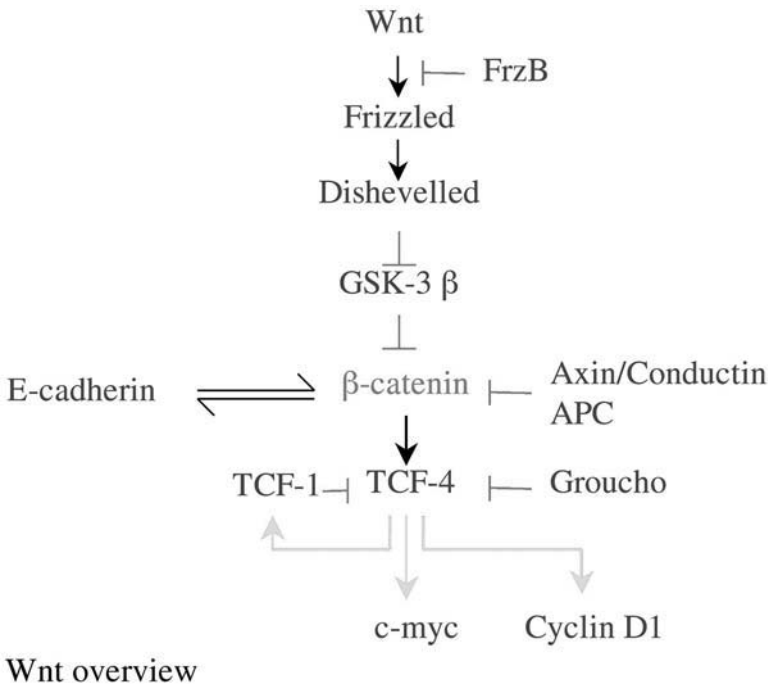 Wnt
FrzB
Frizzled
Dishevelled
GSK-3 β
E-cadherin
β-catenin
Axin/Conductin
APC
TCF-1
TCF-4
Groucho
c-myc
Cyclin D1
Wnt overview